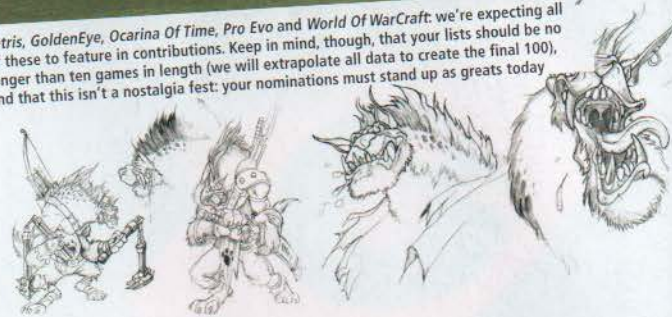 tris, GoldenEye, Ocarina Of Time, Pro Evo and World Of WarCraft: we're expecting all
these to feature in contributions. Keep in mind, though, that your lists should be no
nger than ten games in length (we will extrapolate all data to create the final 100),
nd that this isn't a nostalgia fest: your nominations must stand up as greats today